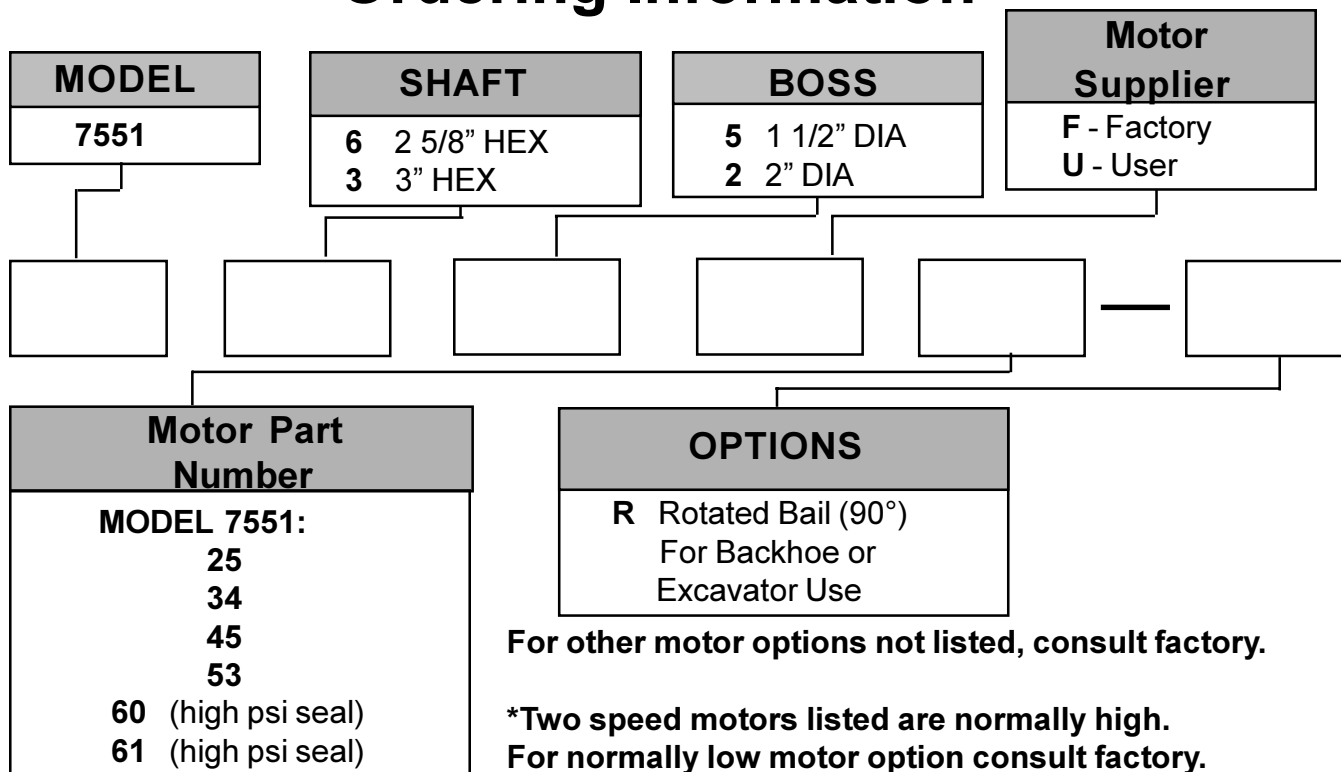 Ordering Information
MODEL
7551
SHAFT
6 2 5/8” HEX
3 3” HEX
BOSS
5 1 1/2” DIA
2 2” DIA
Motor
Supplier
F - Factory
U - User
Motor Part
Number
MODEL 7551:
25
34
45
53
60 (high psi seal)
61 (high psi seal)
OPTIONS
R Rotated Bail (90°)
For Backhoe or
Excavator Use
For other motor options not listed, consult factory.
*Two speed motors listed are normally high.
For normally low motor option consult factory.